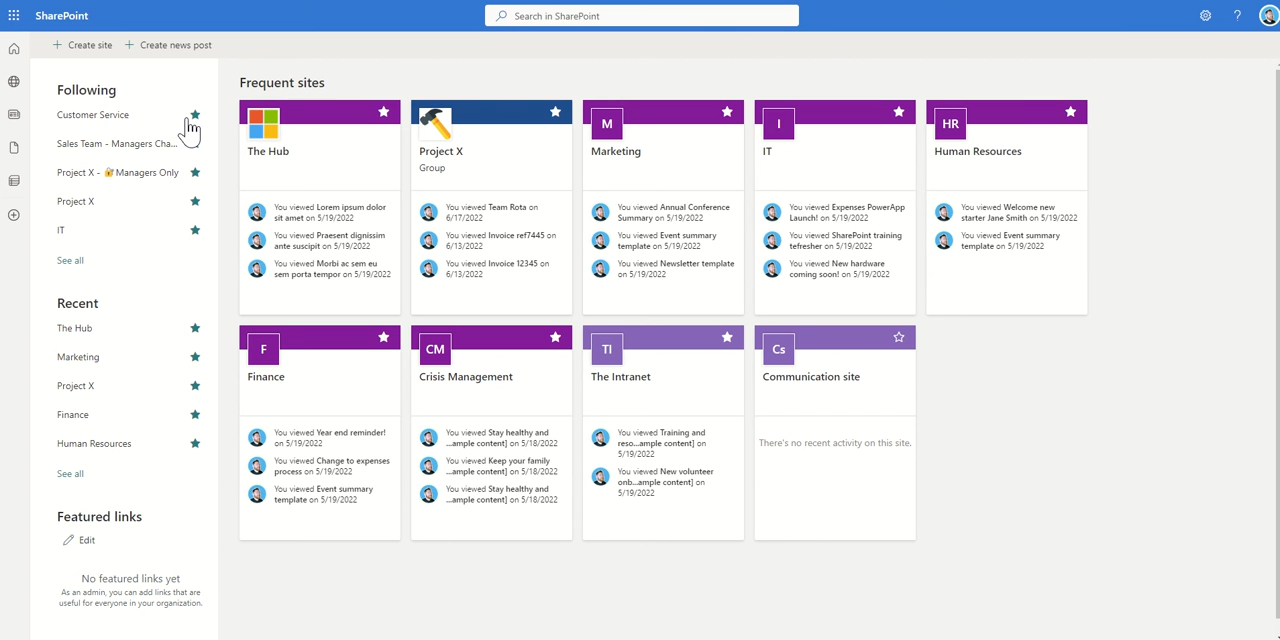 SharePoint
Search in SharePoint
?
Create site
Create news post
Following
Customer Service
Sales Team - Managers Cha...
Project X - 🔐Managers Only
Project X
IT
See all
Recent
The Hub
Marketing
Project X
Finance
Human Resources
See all
Featured links
Edit
No featured links yet
As an admin, you can add links that are
useful for everyone in your organization.
Frequent sites
The Hub
You viewed Lorem ipsum dolor
sit amet on 5/19/2022
You viewed Praesent dignissim
ante suscipit on 5/19/2022
You viewed Morbi ac sem eu
sem porta tempor on 5/19/2022
Project X
Group
You viewed Team Rota on
6/17/2022
You viewed Invoice ref7445 on
6/13/2022
You viewed Invoice 12345 on
6/13/2022
M
Marketing
You viewed Annual Conference
Summary on 5/19/2022
You viewed Event summary
template on 5/19/2022
You viewed Newsletter template
on 5/19/2022
I
IT
You viewed Expenses PowerApp
Launch! on 5/19/2022
You viewed SharePoint training
tefresher on 5/19/2022
You viewed New hardware
coming soon! on 5/19/2022
HR
Human Resources
You viewed Welcome new
starter Jane Smith on 5/19/2022
You viewed Event summary
template on 5/19/2022
F
Finance
You viewed Year end reminder!
on 5/19/2022
You viewed Change to expenses
process on 5/19/2022
You viewed Event summary
template on 5/19/2022
CM
Crisis Management
You viewed Stay healthy and
...ample content] on 5/18/2022
You viewed Keep your family
...ample content] on 5/18/2022
You viewed Stay healthy and
...ample content] on 5/18/2022
TI
The Intranet
You viewed Training and
reso...ample content] on
5/19/2022
You viewed New volunteer
onb...ample content] on
5/19/2022
Cs
Communication site
There's no recent activity on this site.